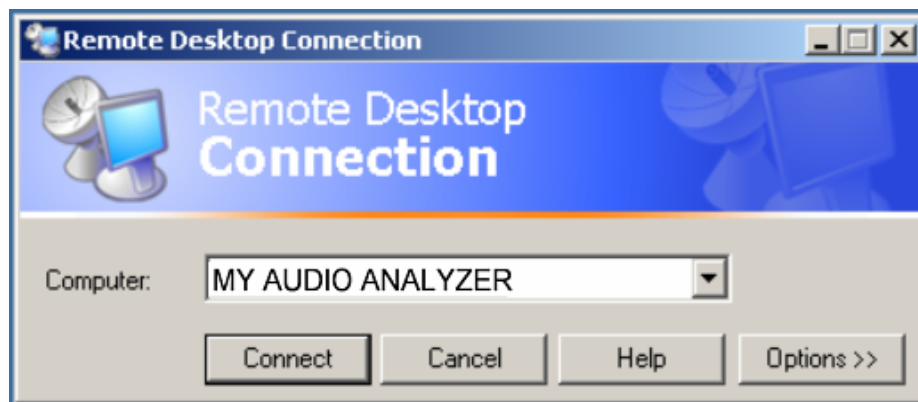 Remote Desktop Connection
Remote Desktop
Connection
Computer: MY AUDIO ANALYZER
Connect Cancel Help Options >>